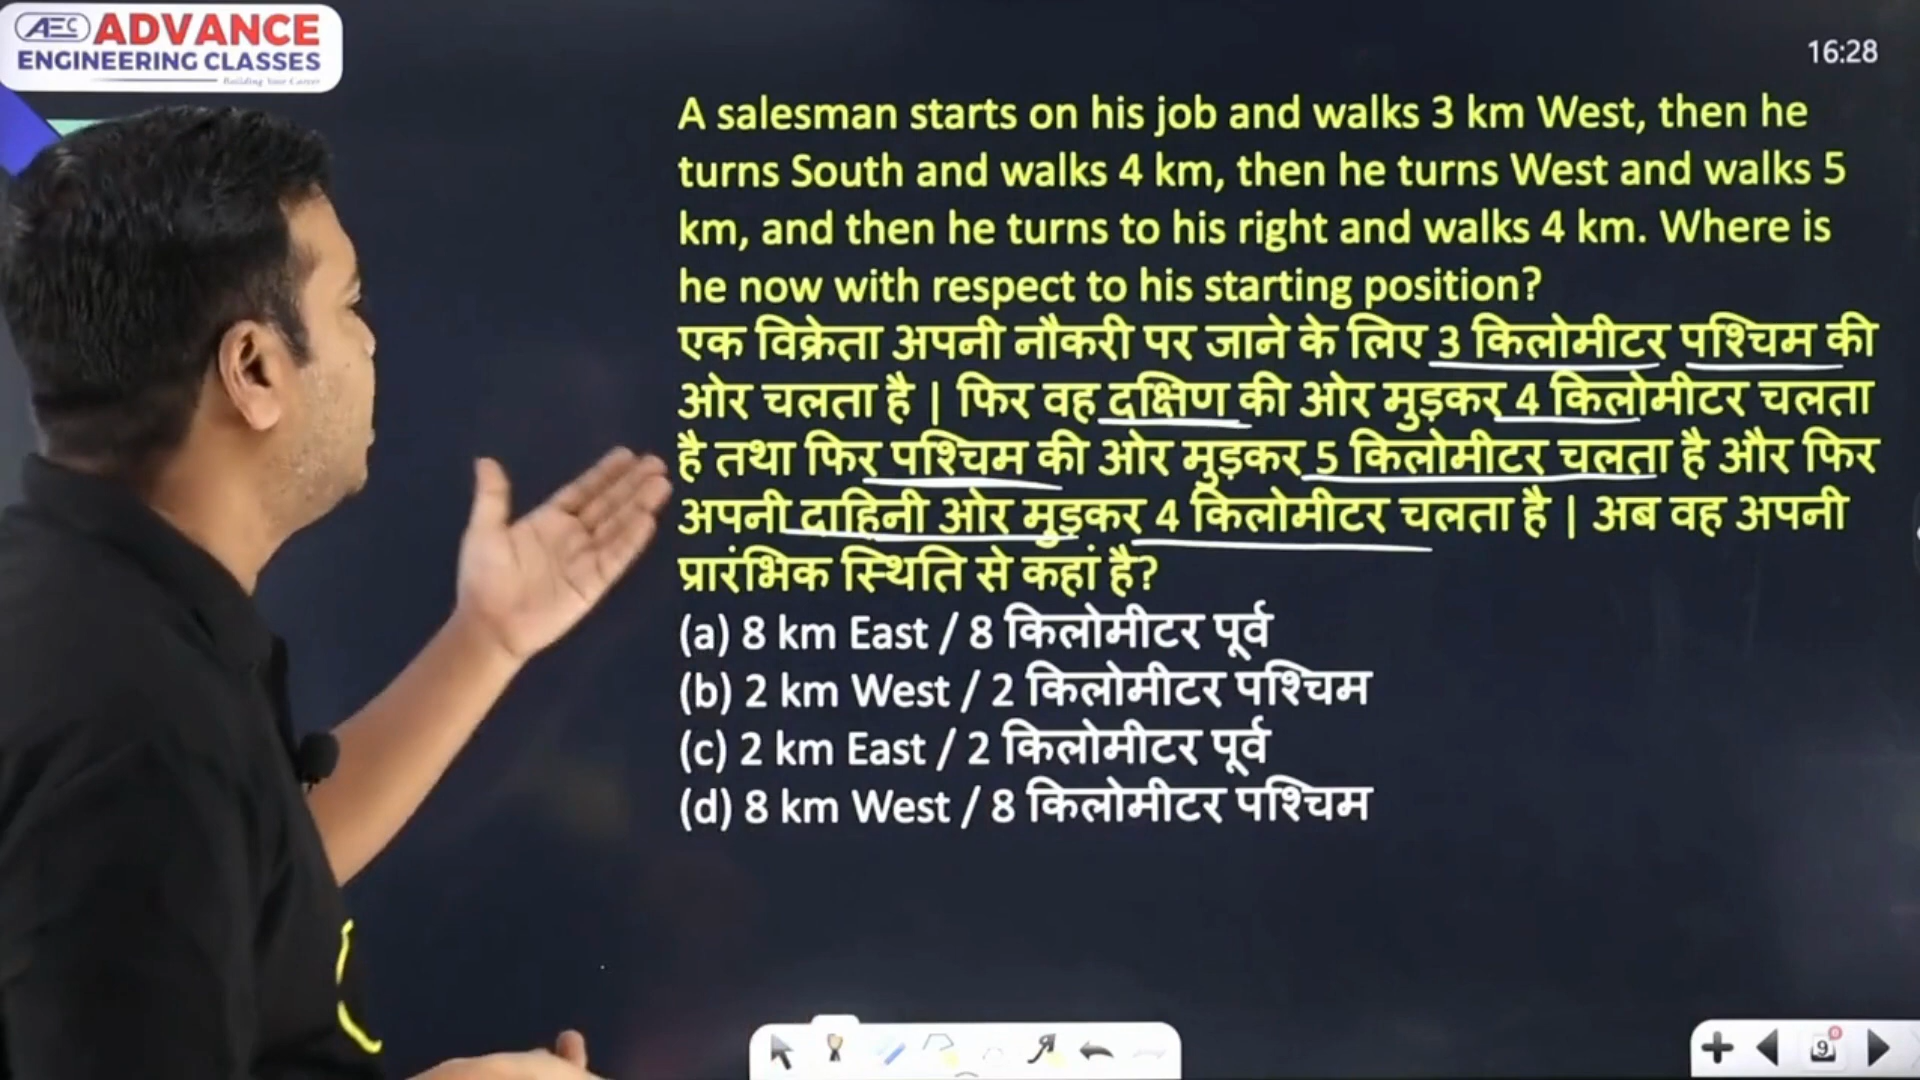 AEC ADVANCE
ENGINEERING CLASSES
Building Your Career
16:28
A salesman starts on his job and walks 3 km West, then he
turns South and walks 4 km, then he turns West and walks 5
km, and then he turns to his right and walks 4 km. Where is
he now with respect to his starting position?
एक विक्रेता अपनी नौकरी पर जाने के लिए 3 किलोमीटर पश्चिम की
ओर चलता है | फिर वह दक्षिण की ओर मुड़कर 4 किलोमीटर चलता
है तथा फिर पश्चिम की ओर मुड़कर 5 किलोमीटर चलता है और फिर
अपनी दाहिनी ओर मुड़कर 4 किलोमीटर चलता है | अब वह अपनी
प्रारंभिक स्थिति से कहां है?
(a) 8 km East / 8 किलोमीटर पूर्व
(b) 2 km West / 2 किलोमीटर पश्चिम
(c) 2 km East / 2 किलोमीटर पूर्व
(d) 8 km West / 8 किलोमीटर पश्चिम
9